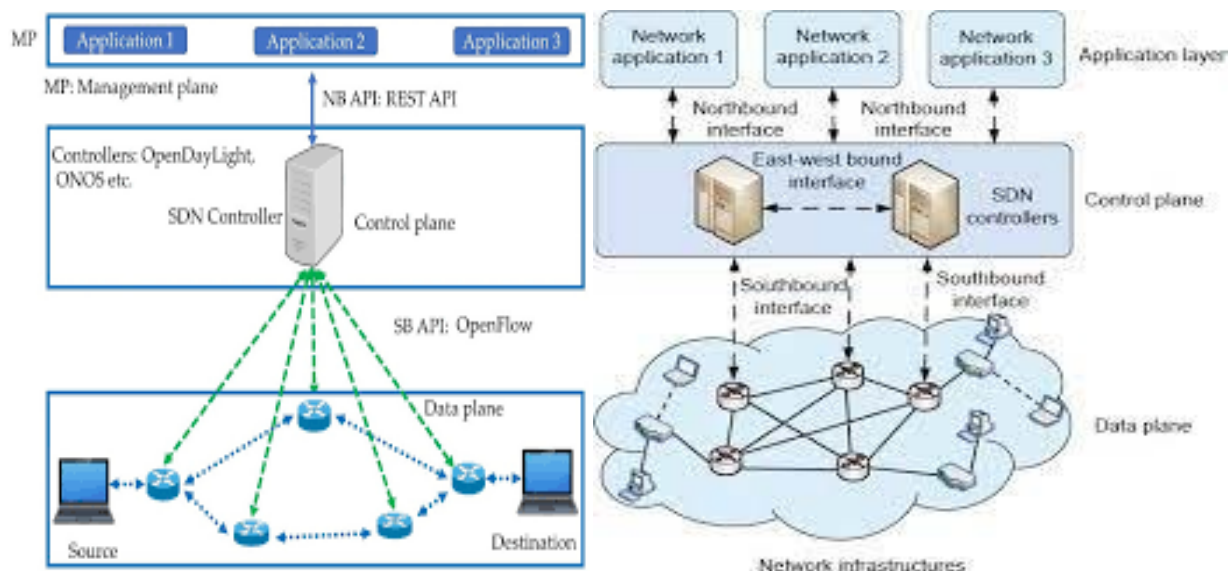 MP
Application 1
Application 2
Application 3
MP: Management plane
NB API: REST API
Controllers: OpenDayLight,
ONOS etc.
SDN Controller
Control plane
SB API: OpenFlow
Data plane
Source
Destination
Network
application 1
Network
application 2
Network
application 3
Application layer
Northbound
interface
Northbound
interface
East-west bound
interface
SDN
controllers
Control plane
Southbound
interface
Southbound
interface
Data plane
Network infrastructures